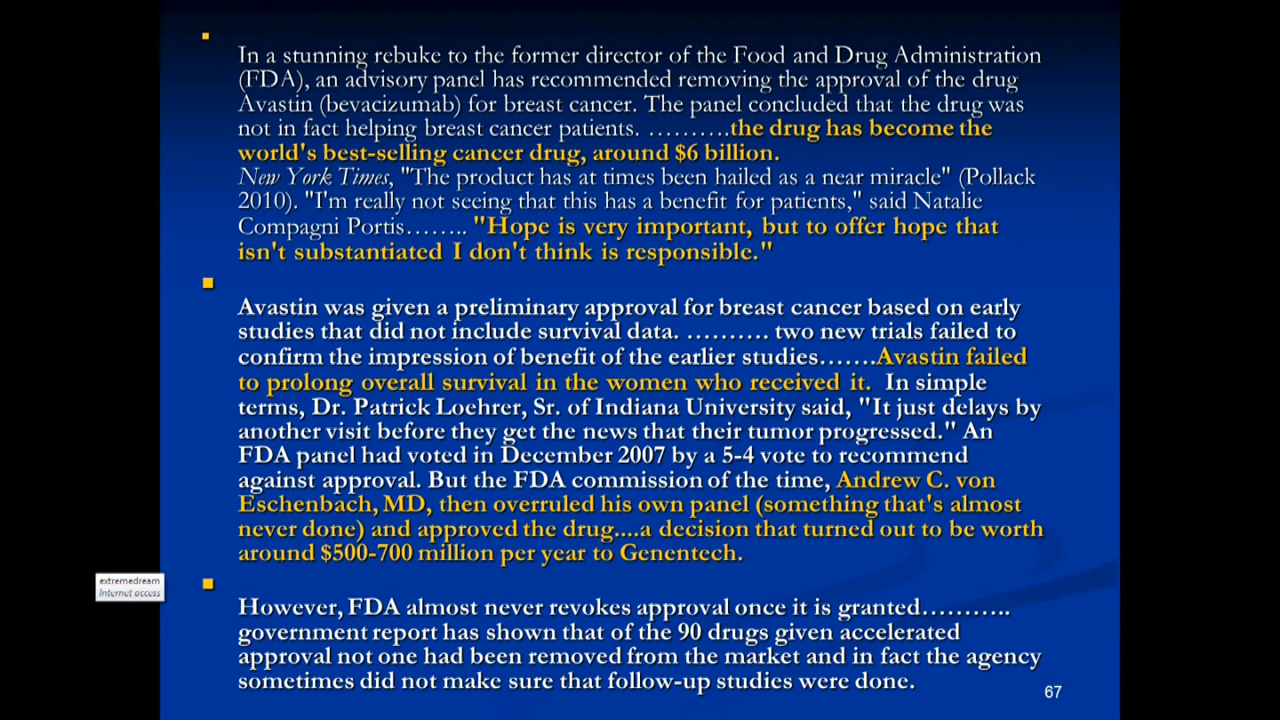 In a stunning rebuke to the former director of the Food and Drug Administration
(FDA), an advisory panel has recommended removing the approval of the drug
Avastin (bevacizumab) for breast cancer. The panel concluded that the drug was
not in fact helping breast cancer patients. ……….the drug has become the
world's best-selling cancer drug, around $6 billion.
New York Times, "The product has at times been hailed as a near miracle" (Pollack
2010). "I'm really not seeing that this has a benefit for patients," said Natalie
Compagni Portis…….. "Hope is very important, but to offer hope that
isn't substantiated I don't think is responsible."
Avastin was given a preliminary approval for breast cancer based on early
studies that did not include survival data. ………. two new trials failed to
confirm the impression of benefit of the earlier studies…….Avastin failed
to prolong overall survival in the women who received it. In simple
terms, Dr. Patrick Loehrer, Sr. of Indiana University said, "It just delays by
another visit before they get the news that their tumor progressed." An
FDA panel had voted in December 2007 by a 5-4 vote to recommend
against approval. But the FDA commission of the time, Andrew C. von
Eschenbach, MD, then overruled his own panel (something that's almost
never done) and approved the drug....a decision that turned out to be worth
around $500-700 million per year to Genentech.
extremedream
Internet access
However, FDA almost never revokes approval once it is granted………..
government report has shown that of the 90 drugs given accelerated
approval not one had been removed from the market and in fact the agency
sometimes did not make sure that follow-up studies were done.
67